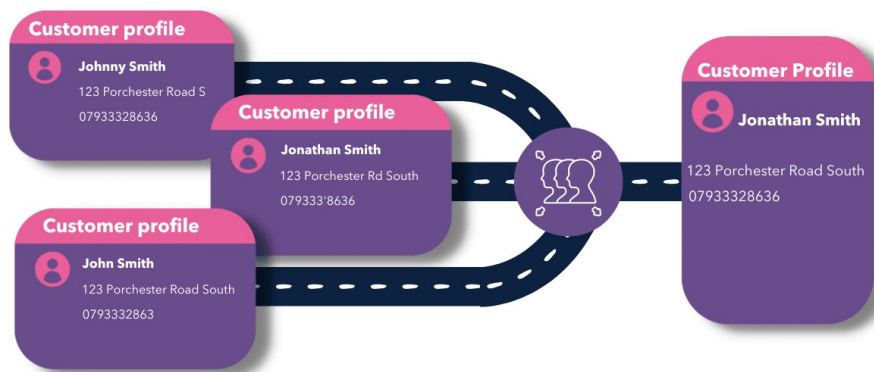 Customer profile
Johnny Smith
123 Porchester Road S
07933328636
Customer profile
Jonathan Smith
123 Porchester Rd South
079333'8636
Customer profile
John Smith
123 Porchester Road South
0793332863
Customer Profile
Jonathan Smith
123 Porchester Road South
07933328636